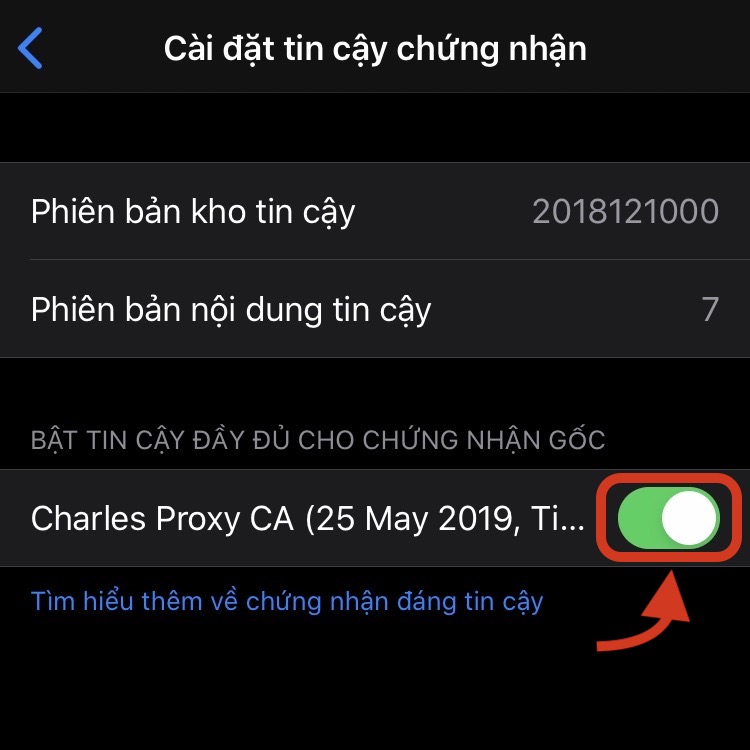 Cài đặt tin cậy chứng nhận
Phiên bản kho tin cậy 2018121000
Phiên bản nội dung tin cậy 7
BẬT TIN CẬY ĐẦY ĐỦ CHO CHỨNG NHẬN GỐC
Charles Proxy CA (25 May 2019, Ti...
Tìm hiểu thêm về chứng nhận đáng tin cậy